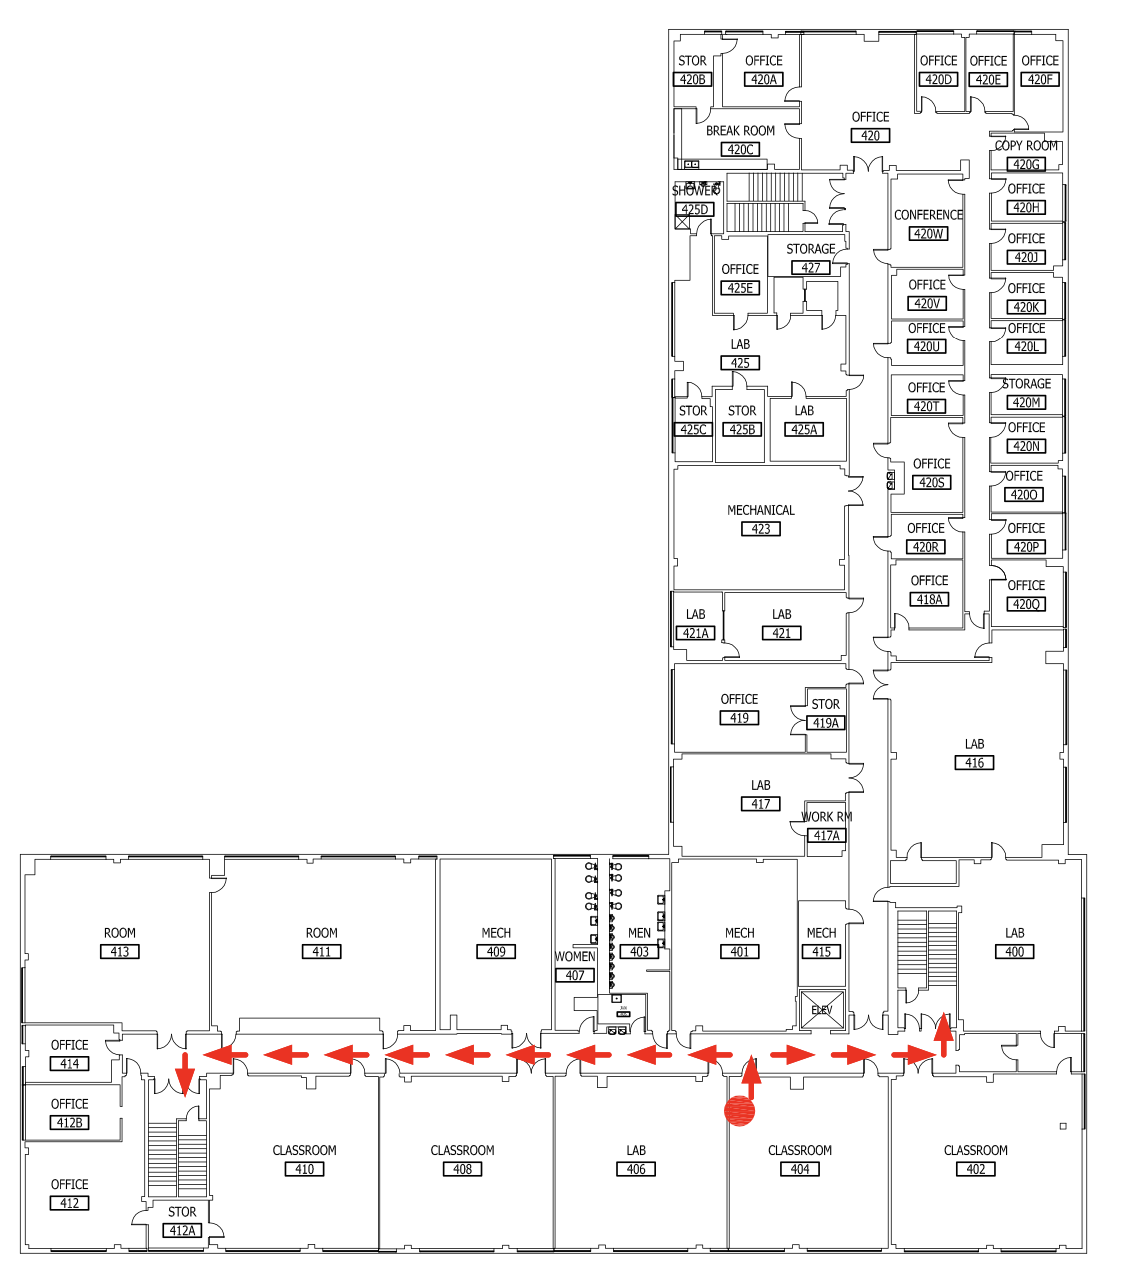 STOR
420B
OFFICE
420A
OFFICE
420D
OFFICE
420E
OFFICE
420F
OFFICE
420
BREAK ROOM
420C
COPY ROOM
420G
SHOWER
425D
OFFICE
420H
CONFERENCE
420W
STORAGE
427
OFFICE
420J
OFFICE
425E
OFFICE
420V
OFFICE
420K
OFFICE
420U
OFFICE
420L
LAB
425
OFFICE
420T
STORAGE
420M
STOR
425C
STOR
425B
LAB
425A
OFFICE
420N
OFFICE
420S
OFFICE
420O
MECHANICAL
423
OFFICE
420R
OFFICE
420P
OFFICE
418A
OFFICE
420Q
LAB
421A
LAB
421
OFFICE
419
STOR
419A
LAB
416
LAB
417
WORK RM
417A
ROOM
413
ROOM
411
MECH
409
WOMEN
407
MEN
403
MECH
401
MECH
415
LAB
400
ELEV
OFFICE
414
OFFICE
412B
OFFICE
412
STOR
412A
CLASSROOM
410
CLASSROOM
408
LAB
406
CLASSROOM
404
CLASSROOM
402